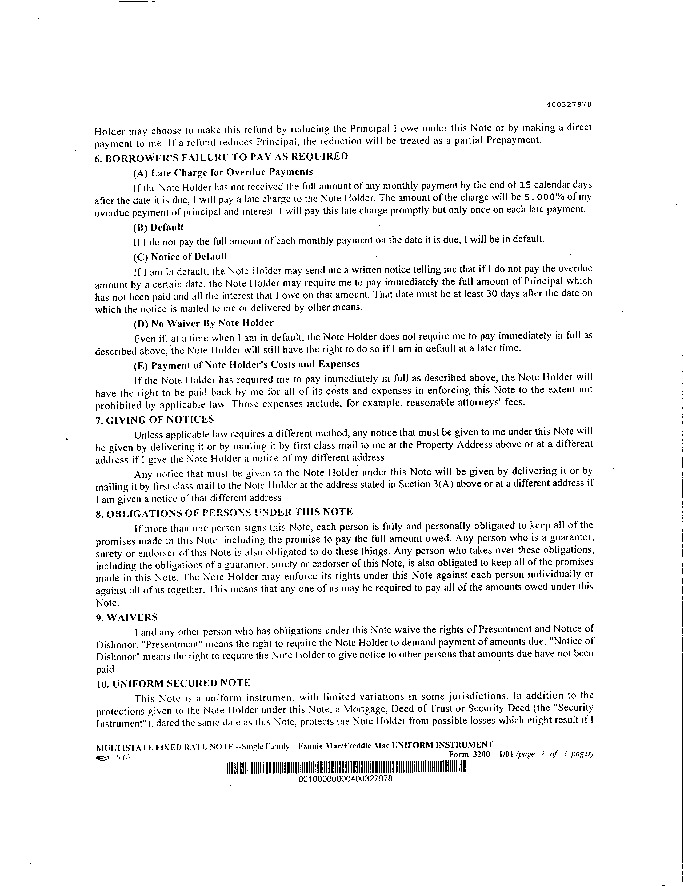 400327978
Holder may choose to make this refund by reducing the Principal I owe under this Note or by making a direct
payment to me. If a refund reduces Principal, the reduction will be treated as a partial Prepayment.
6. BORROWER'S FAILURE TO PAY AS REQUIRED
(A) Late Charge for Overdue Payments
If the Note Holder has not received the full amount of any monthly payment by the end of 15 calendar days
after the date it is due, I will pay a late charge to the Note Holder. The amount of the charge will be 5.000% of my
overdue payment of principal and interest. I will pay this late charge promptly but only once on each late payment.
(B) Default
If I do not pay the full amount of each monthly payment on the date it is due, I will be in default.
(C) Notice of Default
If I am in default, the Note Holder may send me a written notice telling me that if I do not pay the overdue
amount by a certain date, the Note Holder may require me to pay immediately the full amount of Principal which
has not been paid and all the interest that I owe on that amount. That date must be at least 30 days after the date on
which the notice is mailed to me or delivered by other means.
(D) No Waiver By Note Holder
Even if, at a time when I am in default, the Note Holder does not require me to pay immediately in full as
described above, the Note Holder will still have the right to do so if I am in default at a later time.
(E) Payment of Note Holder's Costs and Expenses
If the Note Holder has required me to pay immediately in full as described above, the Note Holder will
have the right to be paid back by me for all of its costs and expenses in enforcing this Note to the extent not
prohibited by applicable law. Those expenses include, for example, reasonable attorneys' fees.
7. GIVING OF NOTICES
Unless applicable law requires a different method, any notice that must be given to me under this Note will
be given by delivering it or by mailing it by first class mail to me at the Property Address above or at a different
address if I give the Note Holder a notice of my different address.
Any notice that must be given to the Note Holder under this Note will be given by delivering it or by
mailing it by first class mail to the Note Holder at the address stated in Section 3(A) above or at a different address if
I am given a notice of that different address.
8. OBLIGATIONS OF PERSONS UNDER THIS NOTE
If more than one person signs this Note, each person is fully and personally obligated to keep all of the
promises made in this Note, including the promise to pay the full amount owed. Any person who is a guarantor,
surety or endorser of this Note is also obligated to do these things. Any person who takes over these obligations,
including the obligations of a guarantor, surety or endorser of this Note, is also obligated to keep all of the promises
made in this Note. The Note Holder may enforce its rights under this Note against each person individually or
against all of us together. This means that any one of us may be required to pay all of the amounts owed under this
Note.
9. WAIVERS
I and any other person who has obligations under this Note waive the rights of Presentment and Notice of
Dishonor. "Presentment" means the right to require the Note Holder to demand payment of amounts due. "Notice of
Dishonor" means the right to require the Note Holder to give notice to other persons that amounts due have not been
paid.
10. UNIFORM SECURED NOTE
This Note is a uniform instrument with limited variations in some jurisdictions. In addition to the
protections given to the Note Holder under this Note, a Mortgage, Deed of Trust or Security Deed (the "Security
Instrument"), dated the same date as this Note, protects the Note Holder from possible losses which might result if I
MULTISTATE FIXED RATE NOTE--Single Family--Fannie Mae/Freddie Mac UNIFORM INSTRUMENT
Form 3200 1/01 (page 2 of 3 pages)
0010000000400327978